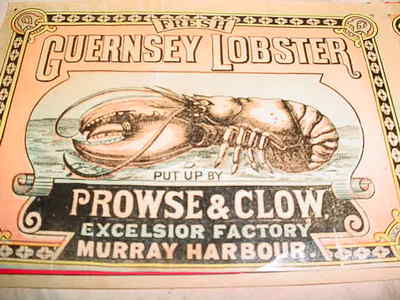 FRESH
GUERNSEY LOBSTER
PUT UP BY
PROWSE & CLOW
EXCELSIOR FACTORY
MURRAY HARBOUR.